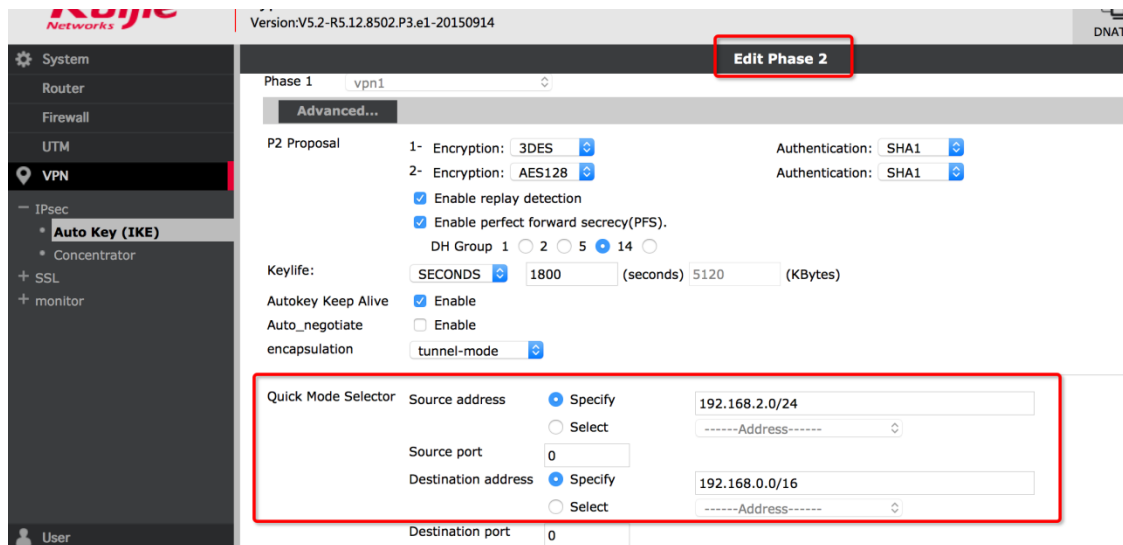 Ruijie
Networks
Version:V5.2-R5.12.8502.P3.e1-20150914
DNAT
System
Edit Phase 2
Router
Phase 1 vpn1
Firewall
Advanced...
UTM
P2 Proposal 1- Encryption: 3DES Authentication: SHA1
VPN
2- Encryption: AES128 Authentication: SHA1
Enable replay detection
IPsec
Enable perfect forward secrecy(PFS).
Auto Key (IKE)
DH Group 1 2 5 14
Concentrator
Keylife: SECONDS 1800 (seconds) 5120 (KBytes)
+ SSL
+ monitor
Autokey Keep Alive Enable
Auto_negotiate Enable
encapsulation tunnel-mode
Quick Mode Selector Source address Specify 192.168.2.0/24
Select ------Address------
Source port 0
Destination address Specify 192.168.0.0/16
Select ------Address------
Destination port 0
User